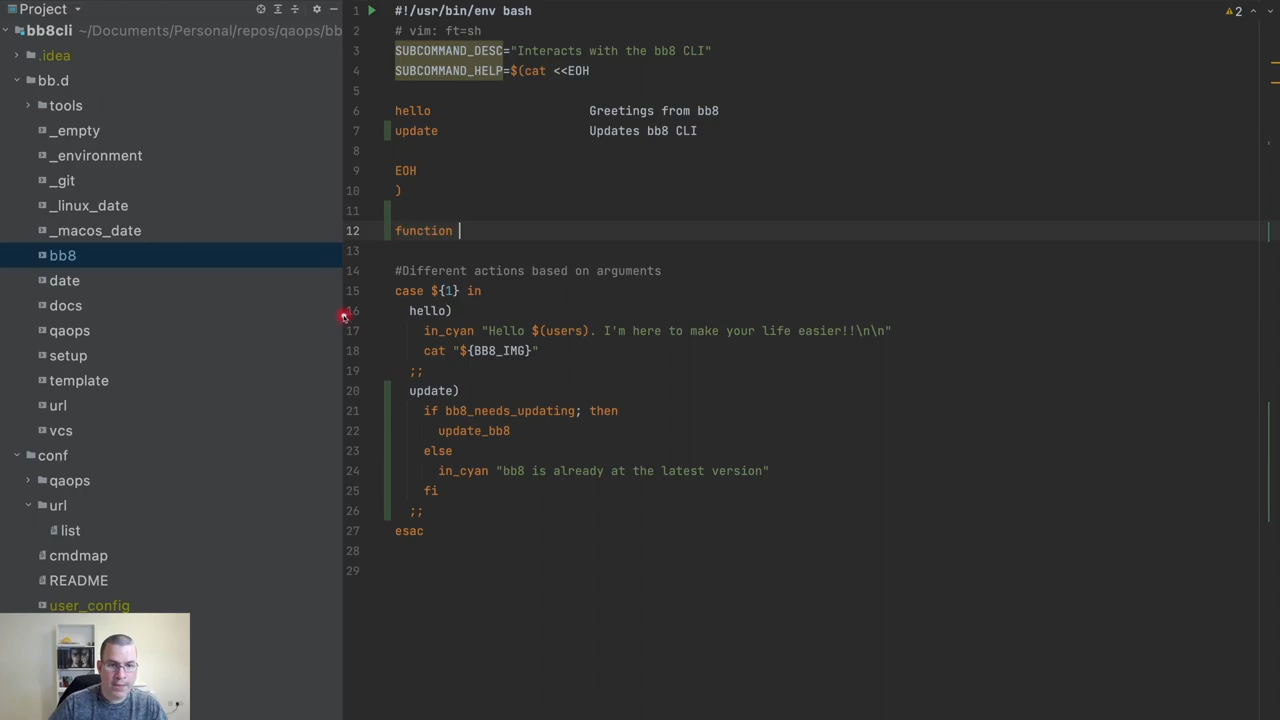 Project
bb8cli ~/Documents/Personal/repos/qaops/bb
.idea
bb.d
tools
_empty
_environment
_git
_linux_date
_macos_date
bb8
date
docs
qaops
setup
template
url
vcs
conf
qaops
url
list
cmdmap
README
user_config
1 #!/usr/bin/env bash
2 # vim: ft=sh
3 SUBCOMMAND_DESC="Interacts with the bb8 CLI"
4 SUBCOMMAND_HELP=$(cat <<EOH
5
6 hello Greetings from bb8
7 update Updates bb8 CLI
8
9 EOH
10 )
11
12 function
13
14 #Different actions based on arguments
15 case ${1} in
16 hello)
17 in_cyan "Hello $(users). I'm here to make your life easier!!\n\n"
18 cat "${BB8_IMG}"
19 ;;
20 update)
21 if bb8_needs_updating; then
22 update_bb8
23 else
24 in_cyan "bb8 is already at the latest version"
25 fi
26 ;;
27 esac
28
29
2